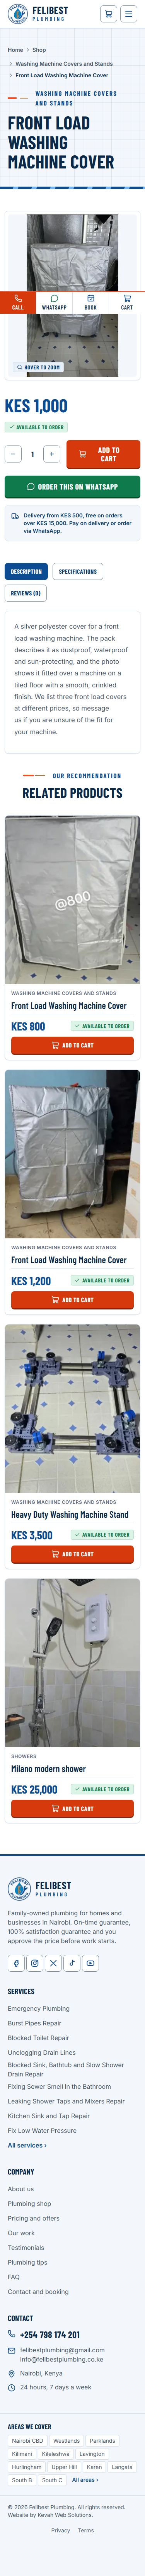 FELIBEST
PLUMBING
Home > Shop
> Washing Machine Covers and Stands
> Front Load Washing Machine Cover
WASHING MACHINE COVERS
AND STANDS
FRONT LOAD
WASHING
MACHINE COVER
CALL
WHATSAPP
BOOK
CART
HOVER TO ZOOM
KES 1,000
AVAILABLE TO ORDER
− 1 +
ADD TO
CART
ORDER THIS ON WHATSAPP
Delivery from KES 500, free on orders
over KES 15,000. Pay on delivery or order
via WhatsApp.
DESCRIPTION
SPECIFICATIONS
REVIEWS (0)
A silver polyester cover for a front
load washing machine. The pack
describes it as dustproof, waterproof
and sun-protecting, and the photo
shows it fitted over a machine on a
tiled floor with a smooth, crinkled
finish. We list three front load covers
at different prices, so message
us if you are unsure of the fit for
your machine.
OUR RECOMMENDATION
RELATED PRODUCTS
@800
WASHING MACHINE COVERS AND STANDS
Front Load Washing Machine Cover
KES 800
AVAILABLE TO ORDER
ADD TO CART
WASHING MACHINE COVERS AND STANDS
Front Load Washing Machine Cover
KES 1,200
AVAILABLE TO ORDER
ADD TO CART
WASHING MACHINE COVERS AND STANDS
Heavy Duty Washing Machine Stand
KES 3,500
AVAILABLE TO ORDER
ADD TO CART
SHOWERS
Milano modern shower
KES 25,000
AVAILABLE TO ORDER
ADD TO CART
FELIBEST
PLUMBING
Family-owned plumbing for homes and
businesses in Nairobi. On-time guarantee,
100% satisfaction guarantee and you
approve the price before work starts.
SERVICES
Emergency Plumbing
Burst Pipes Repair
Blocked Toilet Repair
Unclogging Drain Lines
Blocked Sink, Bathtub and Slow Shower
Drain Repair
Fixing Sewer Smell in the Bathroom
Leaking Shower Taps and Mixers Repair
Kitchen Sink and Tap Repair
Fix Low Water Pressure
All services ›
COMPANY
About us
Plumbing shop
Pricing and offers
Our work
Testimonials
Plumbing tips
FAQ
Contact and booking
CONTACT
+254 798 174 201
felibestplumbing@gmail.com
info@felibestplumbing.co.ke
Nairobi, Kenya
24 hours, 7 days a week
AREAS WE COVER
Nairobi CBD
Westlands
Parklands
Kilimani
Kileleshwa
Lavington
Hurlingham
Upper Hill
Karen
Langata
South B
South C
All areas ›
© 2026 Felibest Plumbing. All rights reserved.
Website by Kevah Web Solutions.
Privacy
Terms